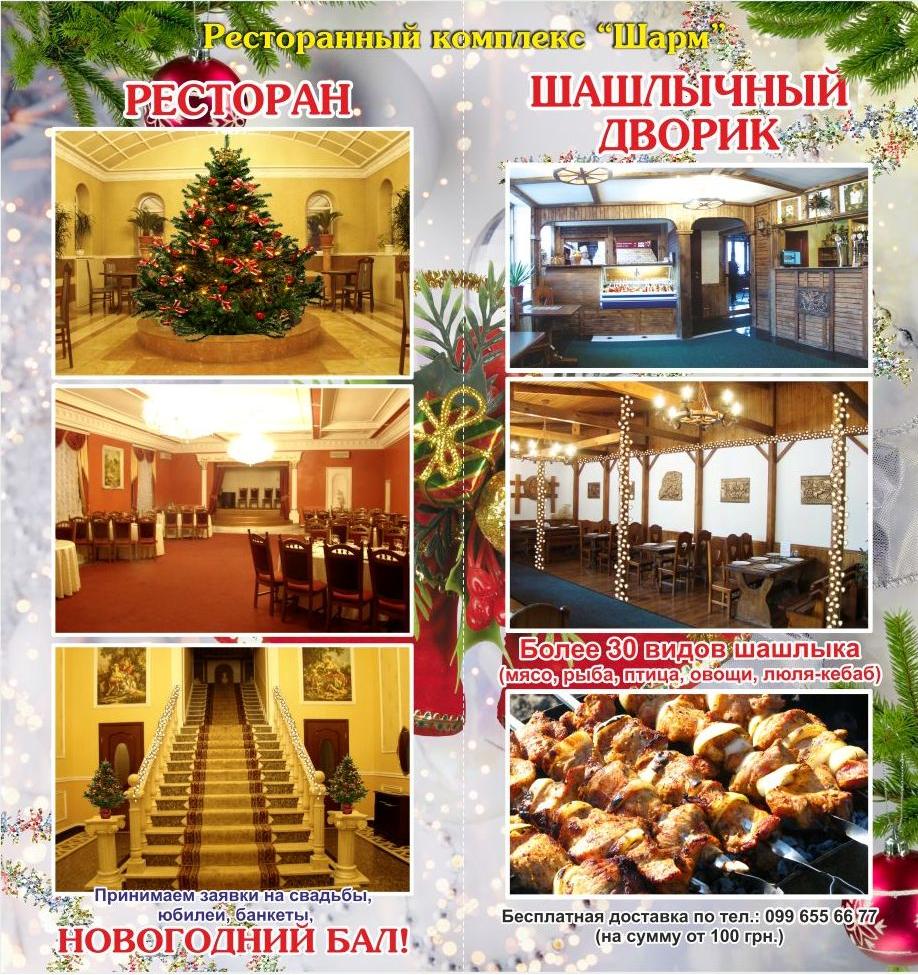 Ресторанный комплекс “Шарм”
РЕСТОРАН
Принимаем заявки на свадьбы,
юбилеи, банкеты,
НОВОГОДНИЙ БАЛ!
ШАШЛЫЧНЫЙ
ДВОРИК
Более 30 видов шашлыка
(мясо, рыба, птица, овощи, люля-кебаб)
Бесплатная доставка по тел.: 099 655 66 77
(на сумму от 100 грн.)